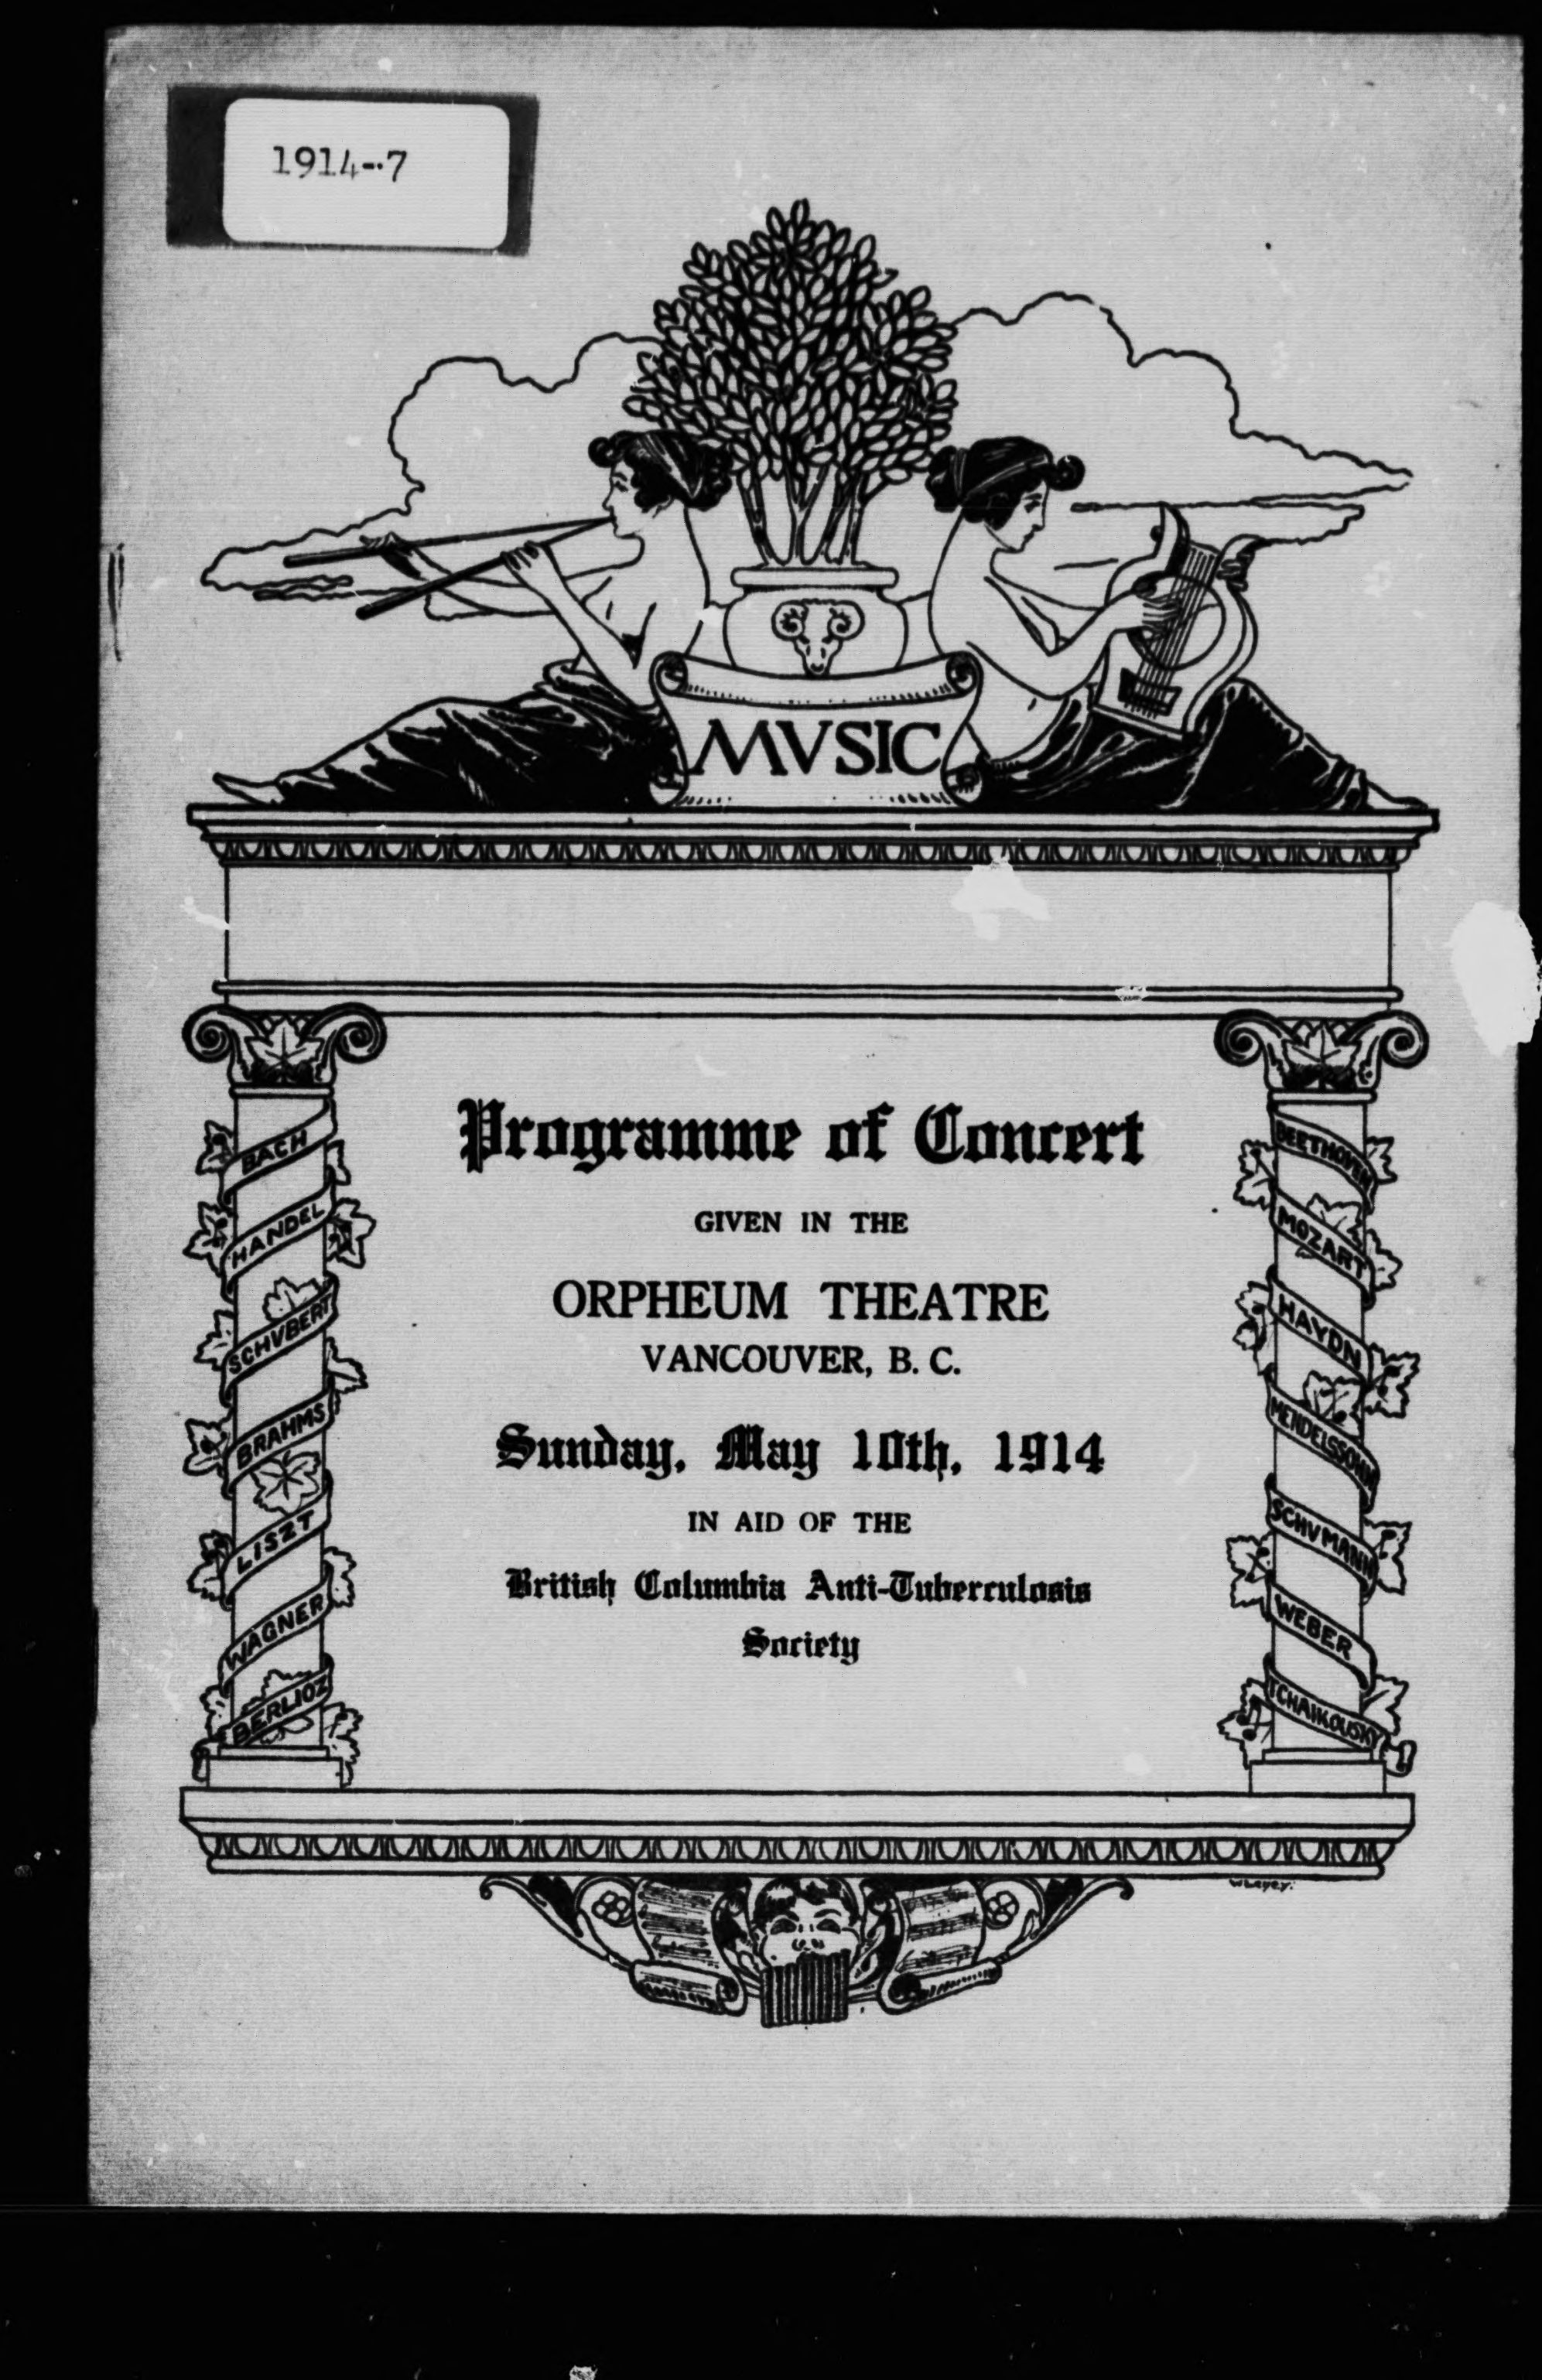 1914-7
MVSIC
Programme of Concert
GIVEN IN THE
ORPHEUM THEATRE
VANCOUVER, B. C.
Sunday, May 10th, 1914
IN AID OF THE
British Columbia Anti-Tuberculosis
Society
BACH
HANDEL
SCHVBERT
BRAHMS
LISZT
WAGNER
BERLIOZ
BEETHOVEN
MOZART
HAYDN
MENDELSSOHN
SCHVMANN
WEBER
TCHAIKOUSKY